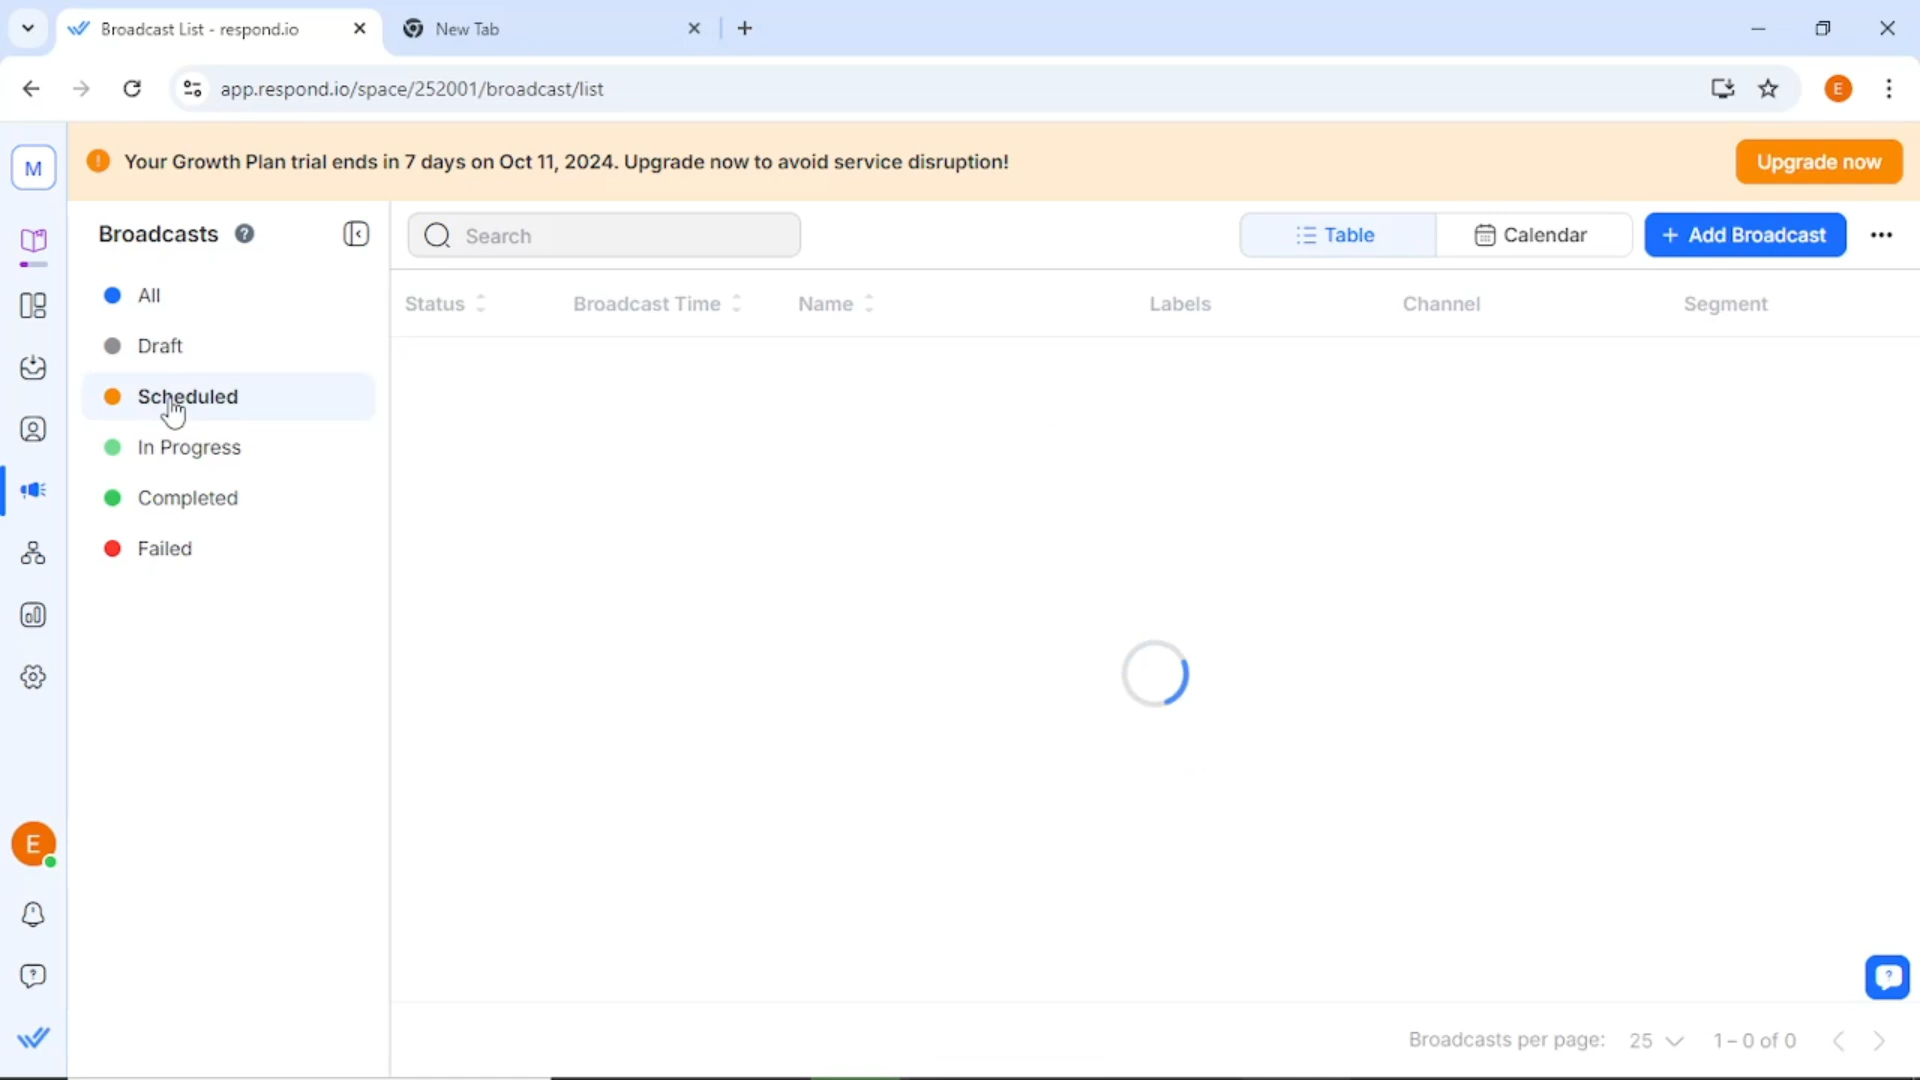 Broadcast List - respond.io
New Tab
app.respond.io/space/252001/broadcast/list
E
M
Your Growth Plan trial ends in 7 days on Oct 11, 2024. Upgrade now to avoid service disruption!
Upgrade now
Broadcasts
Search
Table
Calendar
+ Add Broadcast
All
Draft
Scheduled
In Progress
Completed
Failed
Status
Broadcast Time
Name
Labels
Channel
Segment
E
Broadcasts per page: 25 1–0 of 0